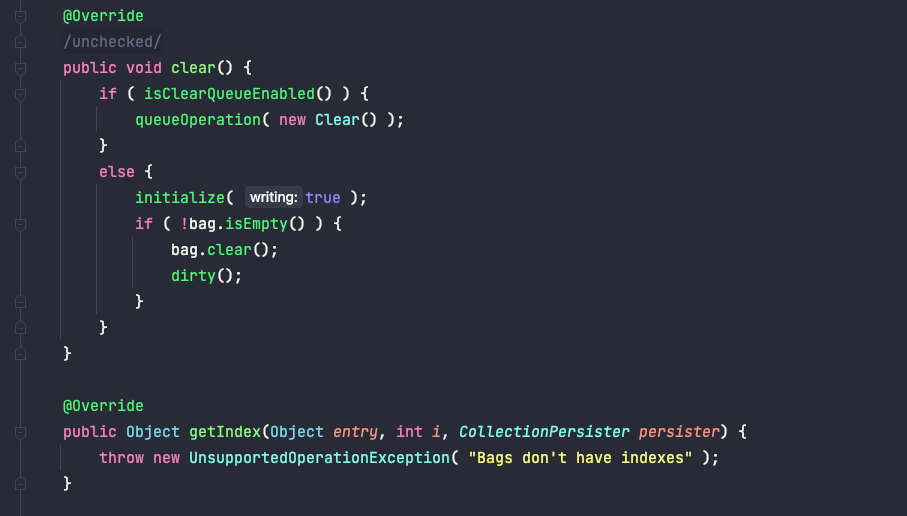 @Override
/unchecked/
public void clear() {
if ( isClearQueueEnabled() ) {
queueOperation( new Clear() );
}
else {
initialize( writing: true );
if ( !bag.isEmpty() ) {
bag.clear();
dirty();
}
}
}
@Override
public Object getIndex(Object entry, int i, CollectionPersister persister) {
throw new UnsupportedOperationException( "Bags don't have indexes" );
}